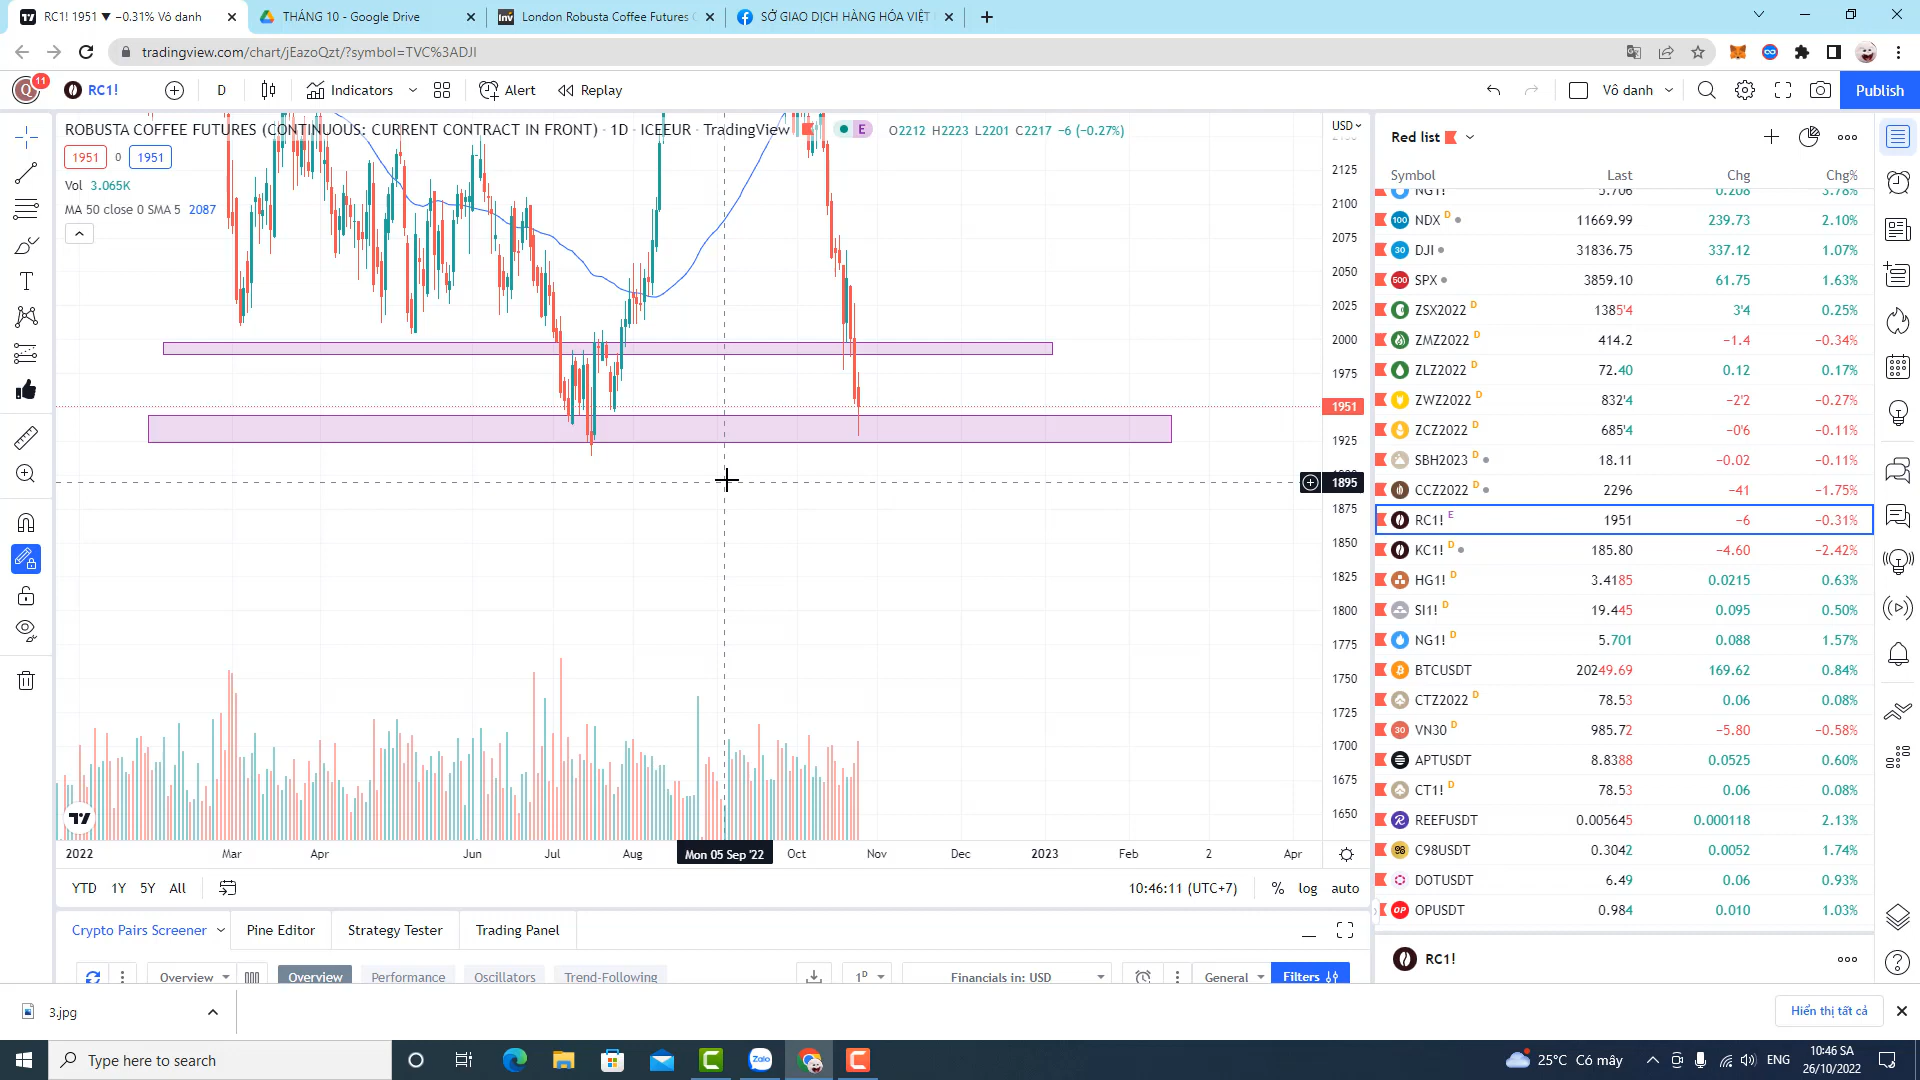 RC1! 1951 ▼ −0.31% Vô danh
THÁNG 10 - Google Drive
London Robusta Coffee Futures
SỞ GIAO DỊCH HÀNG HÓA VIỆT
tradingview.com/chart/jEazoQzt/?symbol=TVC%3ADJI
Q 11 RC1! D Indicators Alert Replay Vô danh Publish
ROBUSTA COFFEE FUTURES (CONTINUOUS: CURRENT CONTRACT IN FRONT) · 1D · ICEEUR · TradingView E O2212 H2223 L2201 C2217 −6 (−0.27%)
1951 0 1951
Vol 3.065K
MA 50 close 0 SMA 5 2087
USD
2125
2100
2075
2050
2025
2000
1975
1951
1925
1895
1875
1850
1825
1800
1775
1750
1725
1700
1675
1650
2022 Mar Apr Jun Jul Aug Mon 05 Sep '22 Oct Nov Dec 2023 Feb 2 Apr
YTD 1Y 5Y All 10:46:11 (UTC+7) % log auto
Crypto Pairs Screener Pine Editor Strategy Tester Trading Panel
Overview Overview Performance Oscillators Trend-Following 1D Financials in: USD General Filters
Red list
Symbol Last Chg Chg%
NG1! 5.706 0.208 3.78%
100 NDX D 11669.99 239.73 2.10%
30 DJI 31836.75 337.12 1.07%
500 SPX 3859.10 61.75 1.63%
ZSX2022 D 1385'4 3'4 0.25%
ZMZ2022 D 414.2 −1.4 −0.34%
ZLZ2022 D 72.40 0.12 0.17%
ZWZ2022 D 832'4 −2'2 −0.27%
ZCZ2022 D 685'4 −0'6 −0.11%
SBH2023 D 18.11 −0.02 −0.11%
CCZ2022 D 2296 −41 −1.75%
RC1! E 1951 −6 −0.31%
KC1! D 185.80 −4.60 −2.42%
HG1! D 3.4185 0.0215 0.63%
SI1! D 19.445 0.095 0.50%
NG1! D 5.701 0.088 1.57%
BTCUSDT 20249.69 169.62 0.84%
CTZ2022 D 78.53 0.06 0.08%
30 VN30 D 985.72 −5.80 −0.58%
APTUSDT 8.8388 0.0525 0.60%
CT1! D 78.53 0.06 0.08%
REEFUSDT 0.005645 0.000118 2.13%
98 C98USDT 0.3042 0.0052 1.74%
DOTUSDT 6.49 0.06 0.93%
OP OPUSDT 0.984 0.010 1.03%
RC1!
3.jpg
Hiển thị tất cả
Type here to search
Zalo
25°C Có mây ENG
10:46 SA
26/10/2022